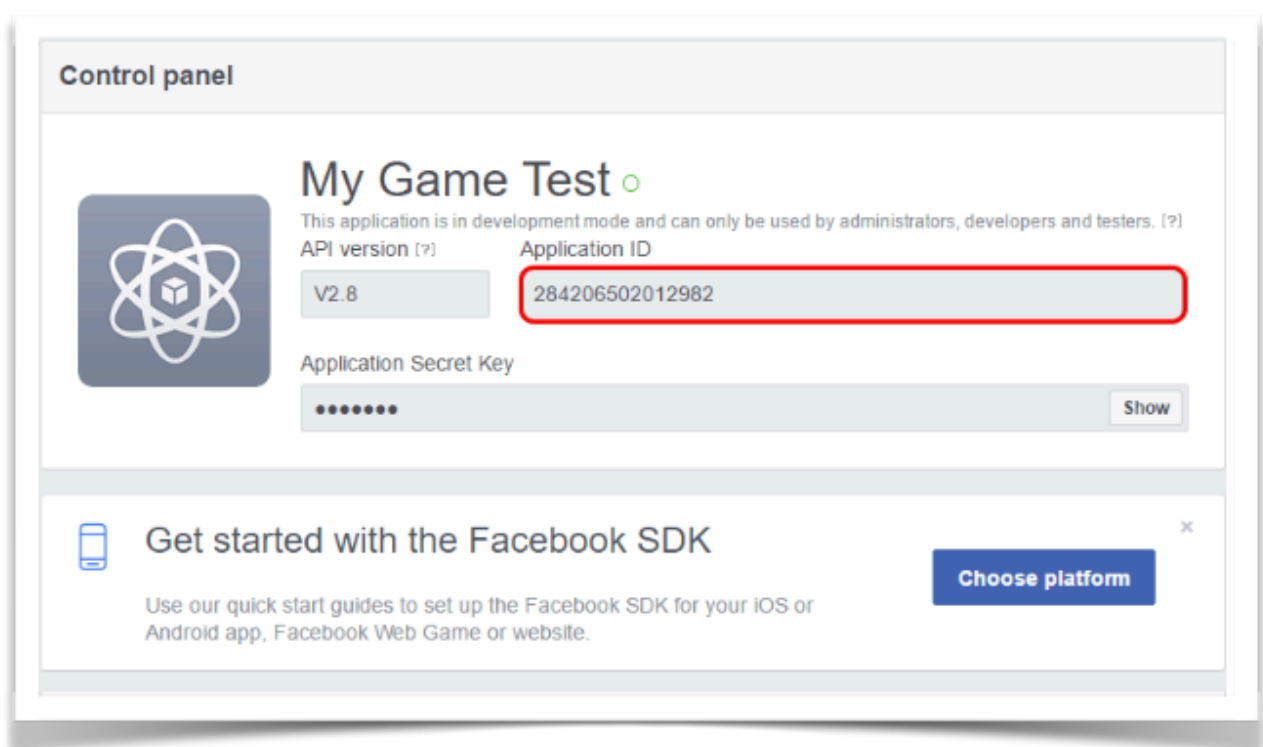 Control panel
My Game Test
This application is in development mode and can only be used by administrators, developers and testers. [?]
API version [?] Application ID
V2.8 284206502012982
Application Secret Key
••••••• Show
Get started with the Facebook SDK
×
Choose platform
Use our quick start guides to set up the Facebook SDK for your iOS or
Android app, Facebook Web Game or website.